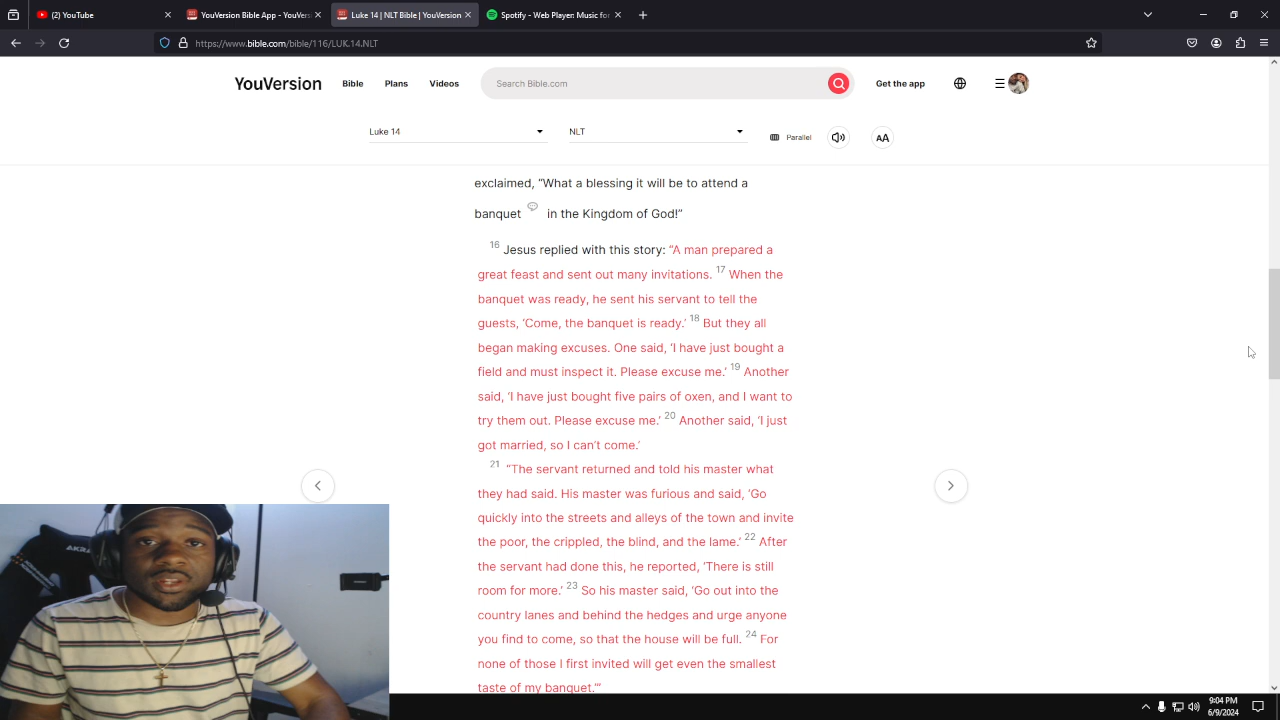 (2) YouTube
YouVersion | The Bible App | Bi
Luke 14 | NLT Bible | YouVersion
Spotify - Web Player: Music for
https://www.bible.com/bible/116/LUK.14.NLT
YouVersion
Bible
Plans
Videos
Search Bible.com
Get the app
Luke 14
NLT
Parallel
AA
exclaimed, “What a blessing it will be to attend a
banquet in the Kingdom of God!”
16 Jesus replied with this story: “A man prepared a
great feast and sent out many invitations. 17 When the
banquet was ready, he sent his servant to tell the
guests, ‘Come, the banquet is ready.’ 18 But they all
began making excuses. One said, ‘I have just bought a
field and must inspect it. Please excuse me.’ 19 Another
said, ‘I have just bought five pairs of oxen, and I want to
try them out. Please excuse me.’ 20 Another said, ‘I just
got married, so I can’t come.’
21 “The servant returned and told his master what
they had said. His master was furious and said, ‘Go
quickly into the streets and alleys of the town and invite
the poor, the crippled, the blind, and the lame.’ 22 After
the servant had done this, he reported, ‘There is still
room for more.’ 23 So his master said, ‘Go out into the
country lanes and behind the hedges and urge anyone
you find to come, so that the house will be full. 24 For
none of those I first invited will get even the smallest
taste of my banquet.’”
AKRA
9:04 PM
6/9/2024